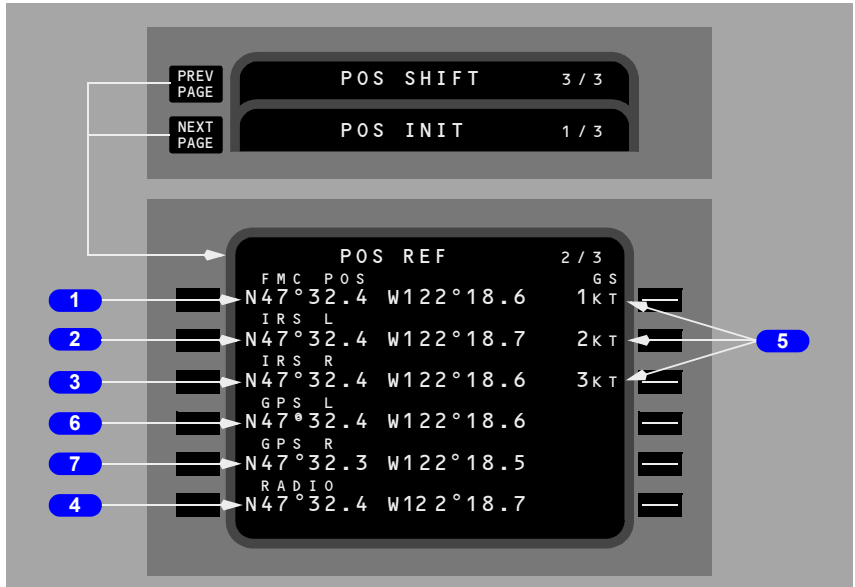 PREV
PAGE
POS SHIFT 3/3
NEXT
PAGE
POS INIT 1/3
POS REF 2/3
FMC POS GS
1 N47°32.4 W122°18.6 1KT
IRS L
2 N47°32.4 W122°18.7 2KT 5
IRS R
3 N47°32.4 W122°18.6 3KT
GPS L
6 N47°32.4 W122°18.6
GPS R
7 N47°32.3 W122°18.5
RADIO
4 N47°32.4 W122°18.7